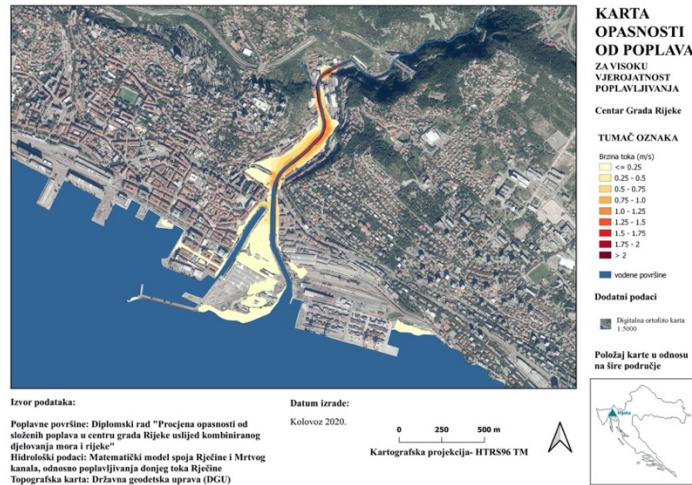 KARTA
OPASNOSTI
OD POPLAVA
ZA VISOKU
VJEROJATNOST
POPLAVLJIVANJA
Centar Grada Rijeke
TUMAČ OZNAKA
Brzina toka (m/s)
<= 0.25
0.25 - 0.5
0.5 - 0.75
0.75 - 1.0
1.0 - 1.25
1.25 - 1.5
1.5 - 1.75
1.75 - 2
> 2
vodene površine
Dodatni podaci
Digitalna ortofoto karta
1:5000
Položaj karte u odnosu
na šire područje
Rijeka
Izvor podataka:
Poplavne površine: Diplomski rad "Procjena opasnosti od
složenih poplava u centru grada Rijeke uslijed kombiniranog
djelovanja mora i rijeke"
Hidrološki podaci: Matematički model spoja Rječine i Mrtvog
kanala, odnosno poplavljivanja donjeg toka Rječine
Topografska karta: Državna geodetska uprava (DGU)
Datum izrade:
Kolovoz 2020.
0 250 500 m
Kartografska projekcija- HTRS96 TM